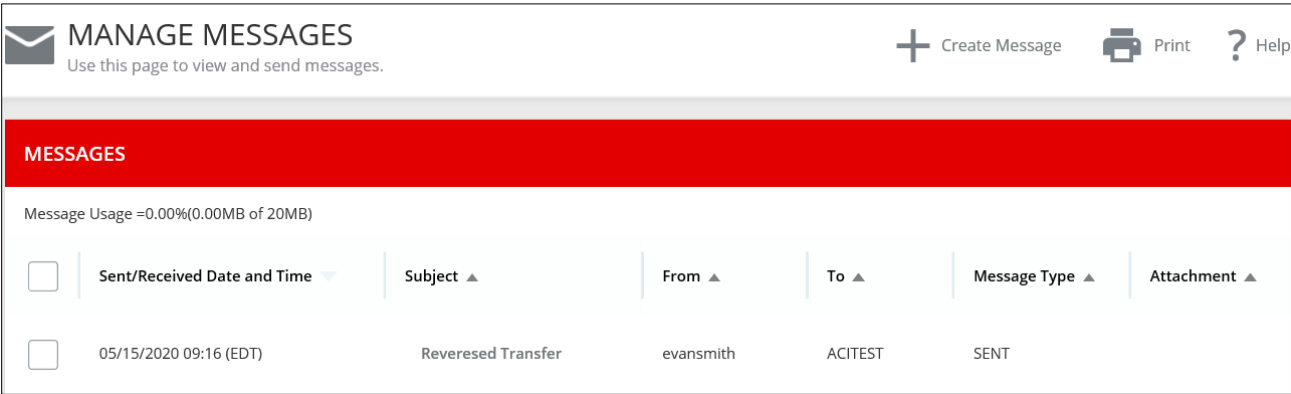 MANAGE MESSAGES
Use this page to view and send messages.
Create Message
Print
Help
MESSAGES
Message Usage =0.00%(0.00MB of 20MB)
Sent/Received Date and Time Subject From To Message Type Attachment
05/15/2020 09:16 (EDT) Reveresed Transfer evansmith ACITEST SENT